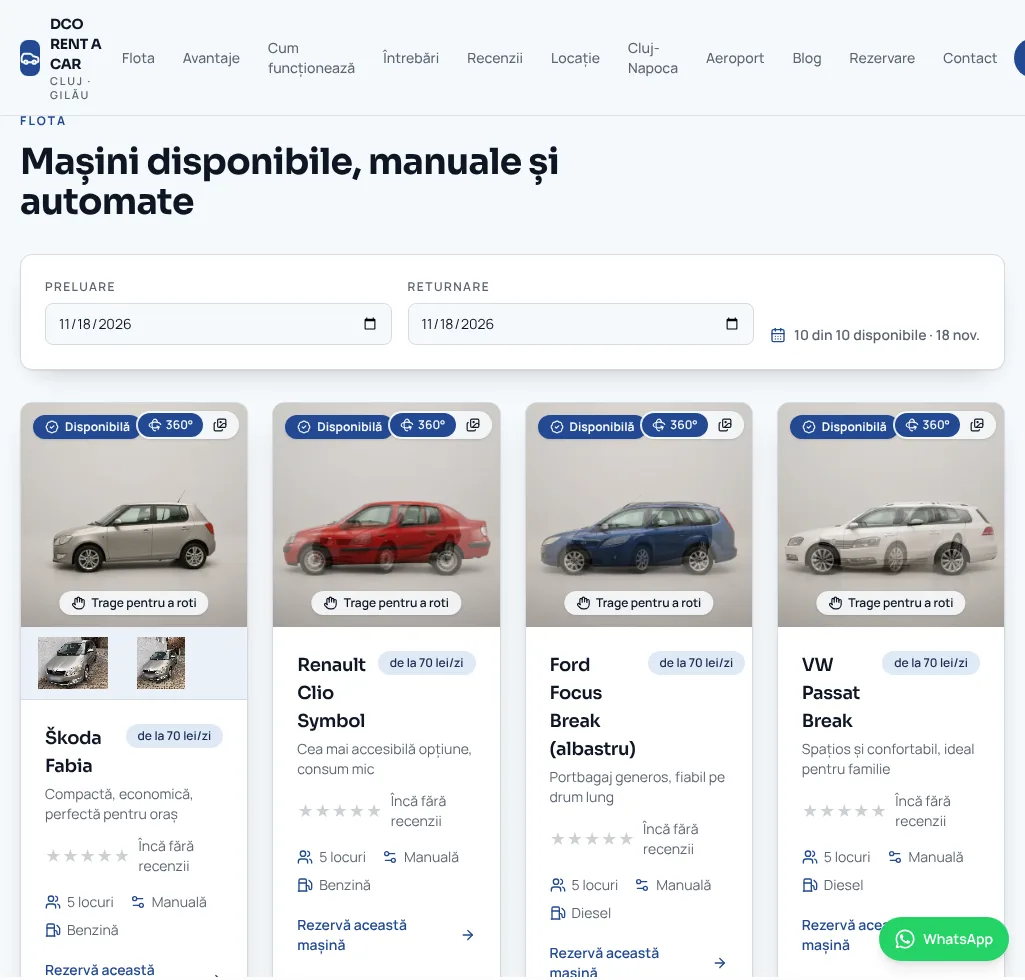 DCO
RENT A
CAR
CLUJ ·
GILĂU
Flota
Avantaje
Cum
funcționează
Întrebări
Recenzii
Locație
Cluj-
Napoca
Aeroport
Blog
Rezervare
Contact
FLOTA
Mașini disponibile, manuale și
automate
PRELUARE
11/18/2026
RETURNARE
11/18/2026
10 din 10 disponibile · 18 nov.
Disponibilă
360°
Trage pentru a roti
Škoda
Fabia
de la 70 lei/zi
Compactă, economică,
perfectă pentru oraș
Încă fără
recenzii
5 locuri
Manuală
Benzină
Rezervă această
Disponibilă
360°
Trage pentru a roti
Renault
Clio
Symbol
de la 70 lei/zi
Cea mai accesibilă opțiune,
consum mic
Încă fără
recenzii
5 locuri
Manuală
Benzină
Rezervă această
mașină
Disponibilă
360°
Trage pentru a roti
Ford
Focus
Break
(albastru)
de la 70 lei/zi
Portbagaj generos, fiabil pe
drum lung
Încă fără
recenzii
5 locuri
Manuală
Diesel
Rezervă această
mașină
Disponibilă
360°
Trage pentru a roti
VW
Passat
Break
de la 70 lei/zi
Spațios și confortabil, ideal
pentru familie
Încă fără
recenzii
5 locuri
Manuală
Diesel
Rezervă
mașină
WhatsApp